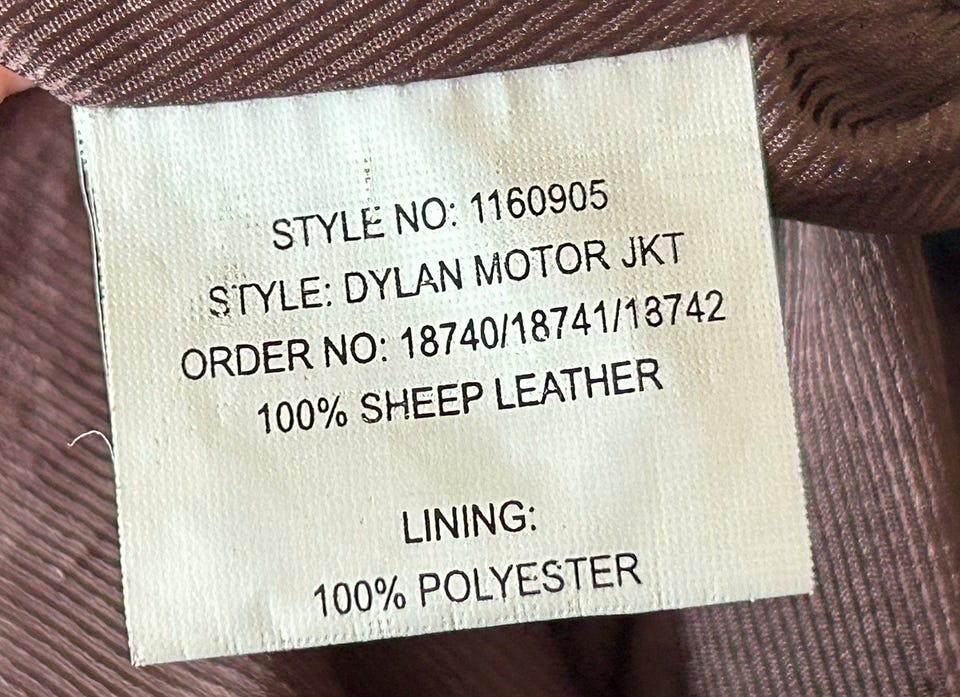 STYLE NO: 1160905
STYLE: DYLAN MOTOR JKT
ORDER NO: 18740/18741/18742
100% SHEEP LEATHER
LINING:
100% POLYESTER